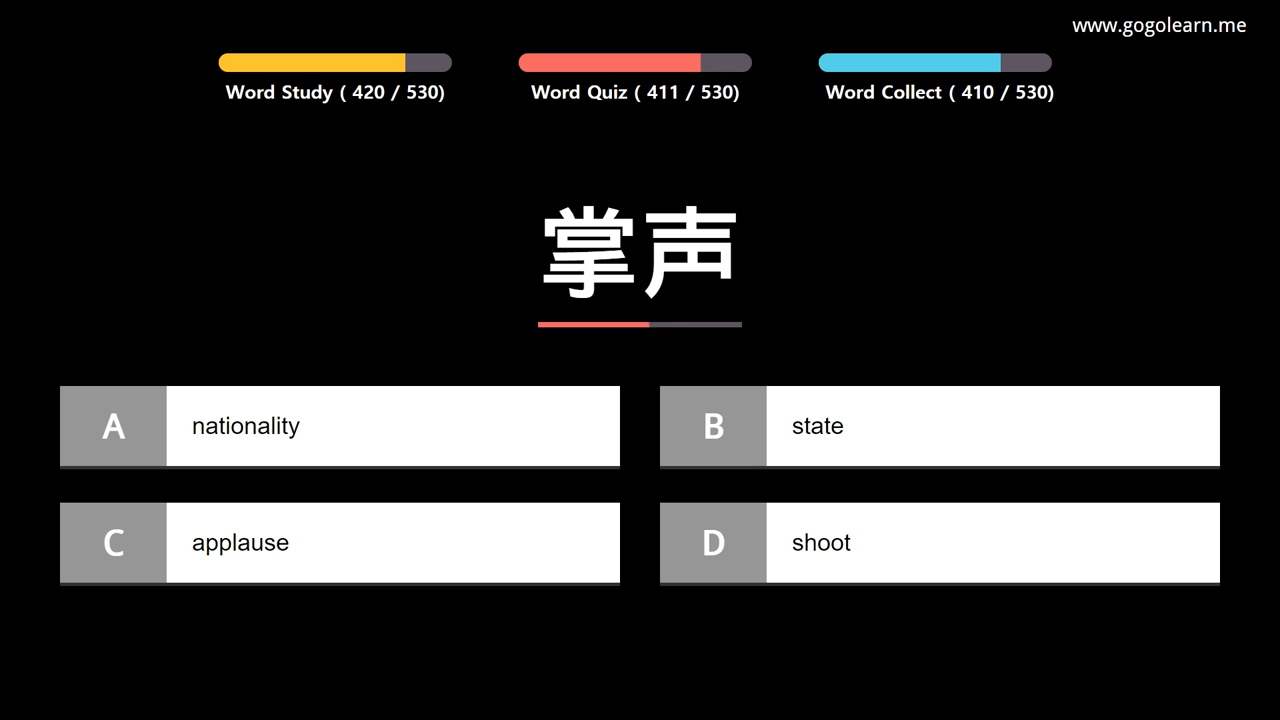 www.gogolearn.me
Word Study ( 420 / 530)
Word Quiz ( 411 / 530)
Word Collect ( 410 / 530)
掌声
A nationality
B state
C applause
D shoot